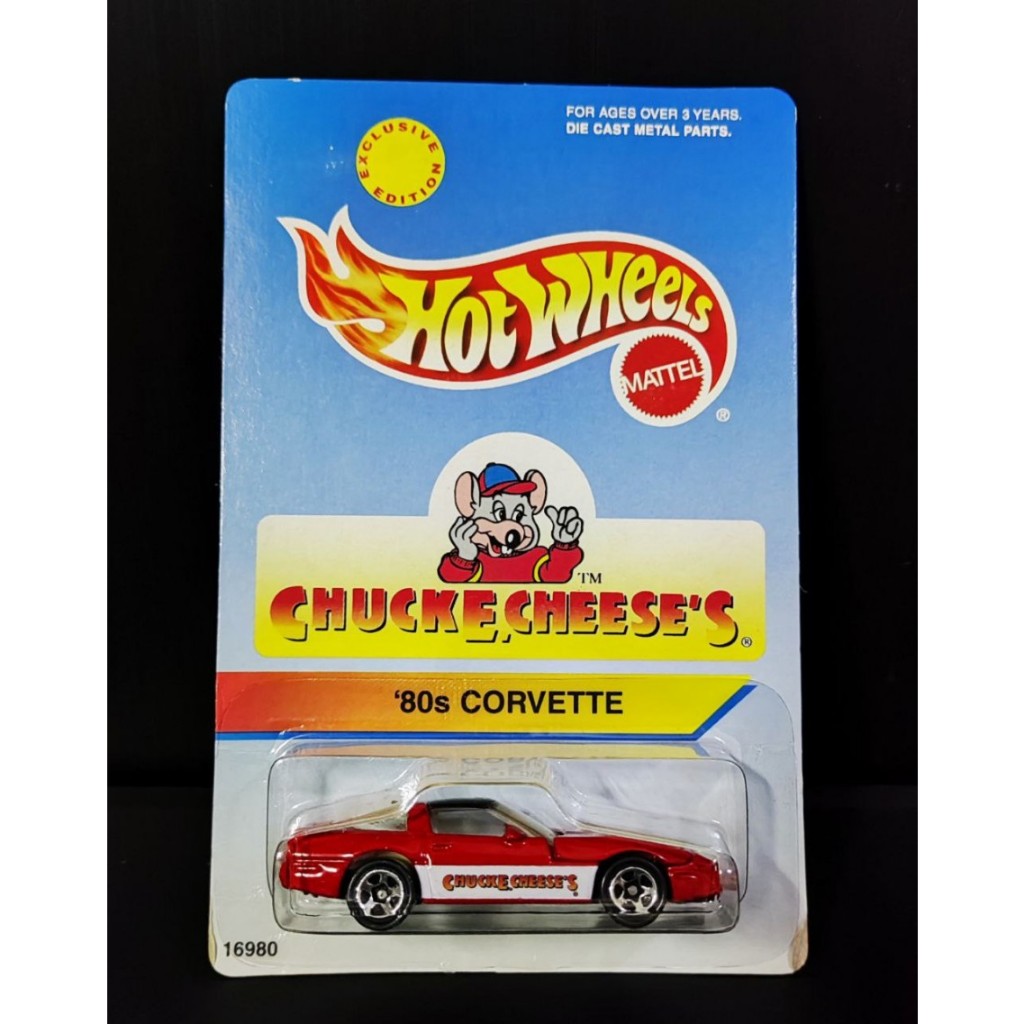 FOR AGES OVER 3 YEARS.
DIE CAST METAL PARTS.
EXCLUSIVE
EDITION
HOT WHEELS
MATTEL
®
TM
CHUCK E. CHEESE'S®
'80s CORVETTE
CHUCK E. CHEESE'S
16980